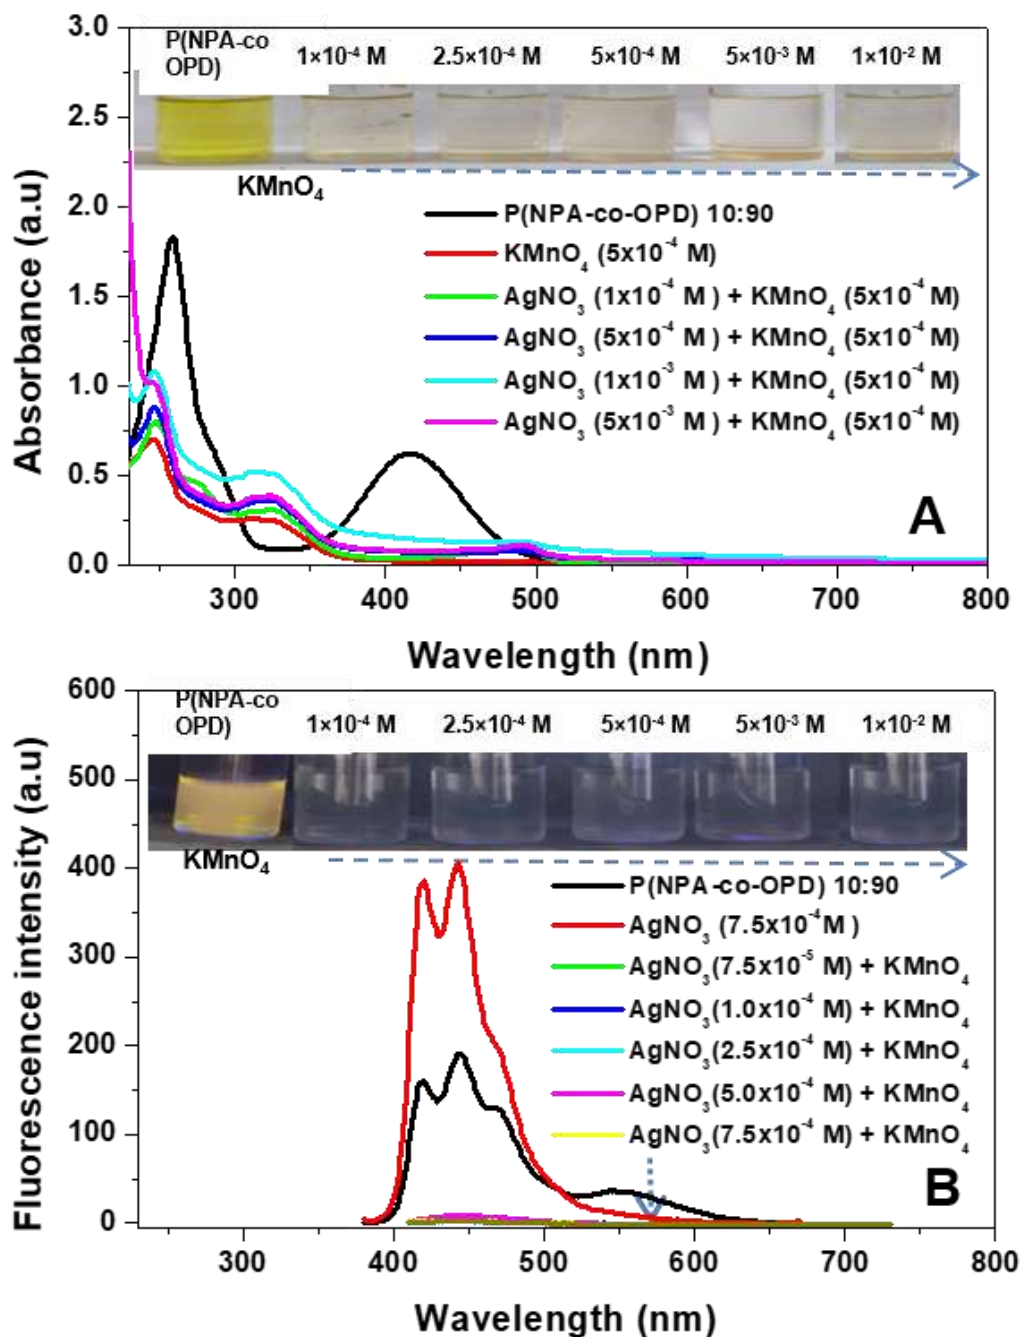 P(NPA-co
OPD)
1×10⁻⁴ M 2.5×10⁻⁴ M 5×10⁻⁴ M 5×10⁻³ M 1×10⁻² M
KMnO₄
P(NPA-co-OPD) 10:90
KMnO₄ (5x10⁻⁴ M)
AgNO₃ (1x10⁻⁴ M ) + KMnO₄ (5x10⁻⁴ M)
AgNO₃ (5x10⁻⁴ M ) + KMnO₄ (5x10⁻⁴ M)
AgNO₃ (1x10⁻³ M ) + KMnO₄ (5x10⁻⁴ M)
AgNO₃ (5x10⁻³ M ) + KMnO₄ (5x10⁻⁴ M)
A
Absorbance (a.u)
3.0
2.5
2.0
1.5
1.0
0.5
0.0
300 400 500 600 700 800
Wavelength (nm)
P(NPA-co
OPD)
1×10⁻⁴ M 2.5×10⁻⁴ M 5×10⁻⁴ M 5×10⁻³ M 1×10⁻² M
KMnO₄
P(NPA-co-OPD) 10:90
AgNO₃ (7.5x10⁻⁴M )
AgNO₃(7.5x10⁻⁵ M) + KMnO₄
AgNO₃(1.0x10⁻⁴ M) + KMnO₄
AgNO₃(2.5x10⁻⁴ M) + KMnO₄
AgNO₃(5.0x10⁻⁴ M) + KMnO₄
AgNO₃(7.5x10⁻⁴ M) + KMnO₄
B
Fluorescence intensity (a.u)
600
500
400
300
200
100
0
300 400 500 600 700 800
Wavelength (nm)